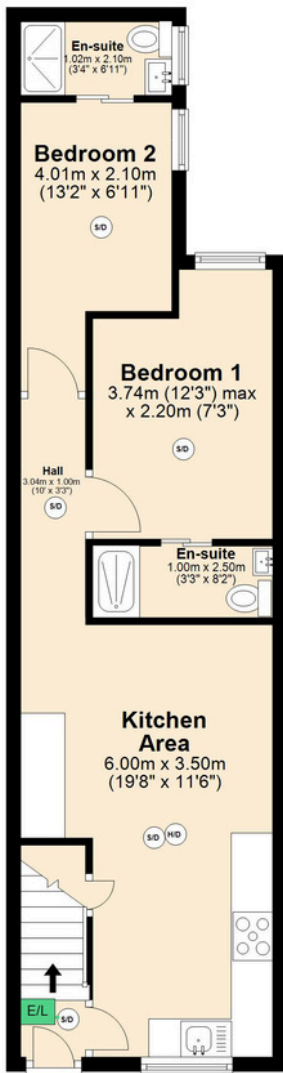 En-suite
1.02m x 2.10m
(3'4" x 6'11")
Bedroom 2
4.01m x 2.10m
(13'2" x 6'11")
S/D
Bedroom 1
3.74m (12'3") max
x 2.20m (7'3")
S/D
Hall
3.04m x 1.00m
(10' x 3'3")
S/D
En-suite
1.00m x 2.50m
(3'3" x 8'2")
Kitchen
Area
6.00m x 3.50m
(19'8" x 11'6")
S/D H/D
E/L
S/D